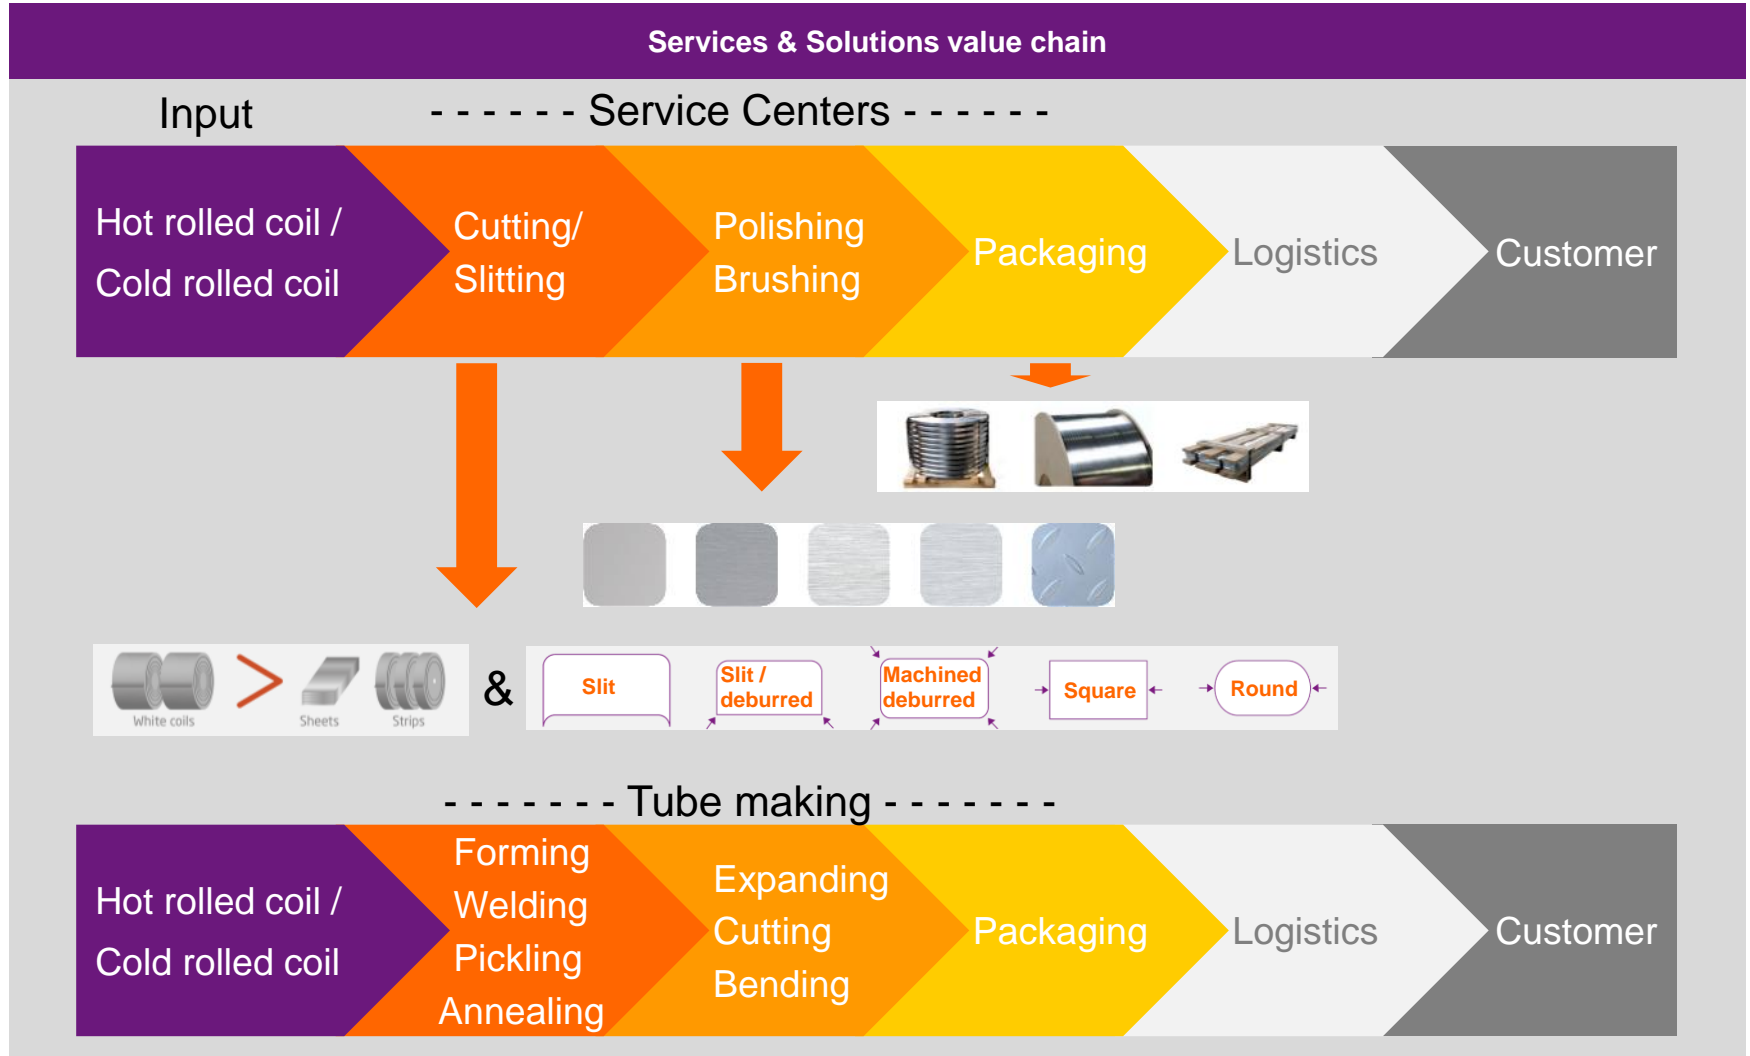 Services & Solutions value chain
Input
- - - - - - Service Centers - - - - - -
Hot rolled coil /
Cold rolled coil
Cutting/
Slitting
Polishing
Brushing
Packaging
Logistics
Customer
White coils
Sheets
Strips
&
Slit
Slit /
deburred
Machined
deburred
Square
Round
- - - - - - - Tube making - - - - - - -
Hot rolled coil /
Cold rolled coil
Forming
Welding
Pickling
Annealing
Expanding
Cutting
Bending
Packaging
Logistics
Customer